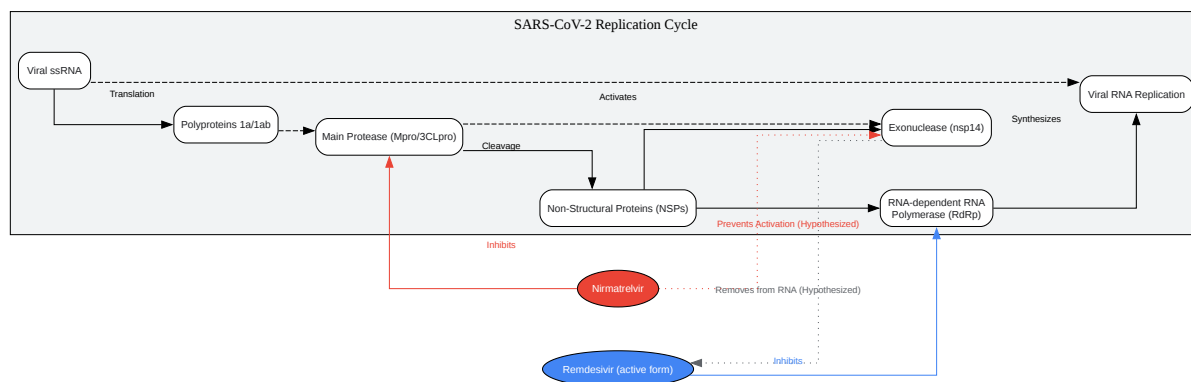 SARS-CoV-2 Replication Cycle
Viral ssRNA
Translation
Activates
Viral RNA Replication
Polyproteins 1a/1ab
Main Protease (Mpro/3CLpro)
Exonuclease (nsp14)
Synthesizes
Cleavage
Non-Structural Proteins (NSPs)
RNA-dependent RNA
Polymerase (RdRp)
Prevents Activation (Hypothesized)
Inhibits
Nirmatrelvir
Removes from RNA (Hypothesized)
Inhibits
Remdesivir (active form)